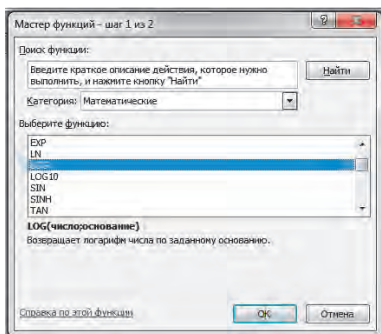 Мастер функций - шаг 1 из 2
Поиск функции:
Введите краткое описание действия, которое нужно
выполнить, и нажмите кнопку "Найти"
Найти
Категория: Математические
Выберите функцию:
EXP
LN
LOG10
SIN
SINH
TAN
LOG(число;основание)
Возвращает логарифм числа по заданному основанию.
Справка по этой функции
ОК
Отмена